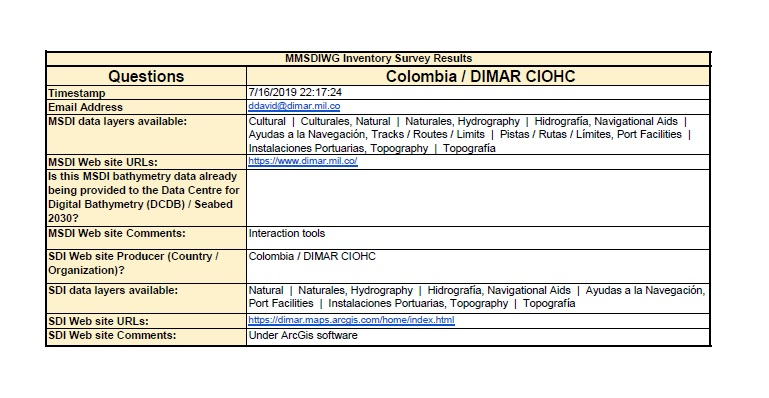 MMSDIWG Inventory Survey Results
Questions
Colombia / DIMAR CIOHC
Timestamp
7/16/2019 22:17:24
Email Address
ddavid@dimar.mil.co
MSDI data layers available:
Cultural | Culturales, Natural | Naturales, Hydrography | Hidrografía, Navigational Aids |
Ayudas a la Navegación, Tracks / Routes / Limits | Pistas / Rutas / Límites, Port Facilities |
Instalaciones Portuarias, Topography | Topografía
MSDI Web site URLs:
https://www.dimar.mil.co/
Is this MSDI bathymetry data already
being provided to the Data Centre for
Digital Bathymetry (DCDB) / Seabed
2030?
MSDI Web site Comments:
Interaction tools
SDI Web site Producer (Country /
Organization)?
Colombia / DIMAR CIOHC
SDI data layers available:
Natural | Naturales, Hydrography | Hidrografía, Navigational Aids | Ayudas a la Navegación,
Port Facilities | Instalaciones Portuarias, Topography | Topografía
SDI Web site URLs:
https://dimar.maps.arcgis.com/home/index.html
SDI Web site Comments:
Under ArcGis software